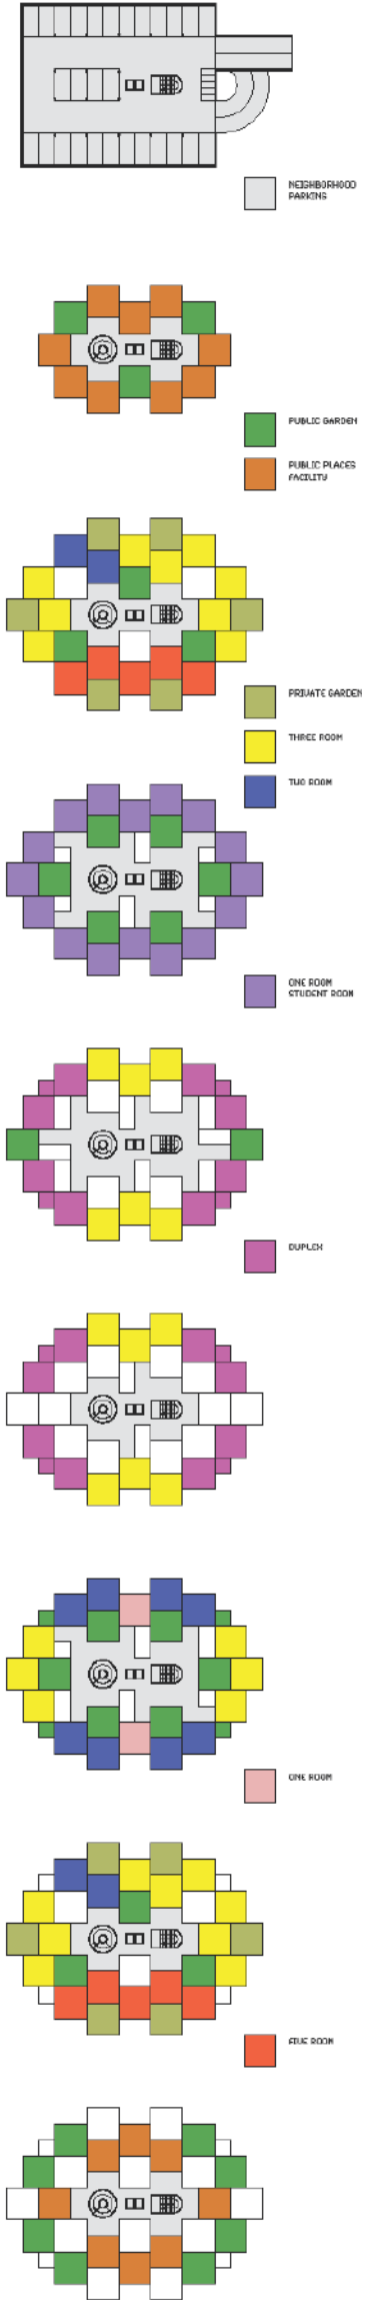 NEIGHBORHOOD
PARKING
PUBLIC GARDEN
PUBLIC PLACES
FACILITY
PRIVATE GARDEN
THREE ROOM
TWO ROOM
ONE ROOM
STUDENT ROOM
DUPLEX
ONE ROOM
FIVE ROOM